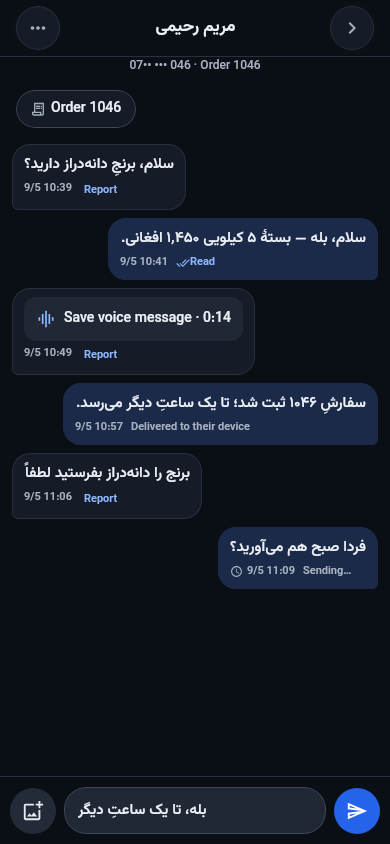 مریم رحیمی
07•• ••• 046 · Order 1046
Order 1046
سلام، برنجِ دانه‌دراز دارید؟
9/5 10:39 Report
سلام، بله — بستهٔ ۵ کیلویی ۱,۴۵۰ افغانی.
9/5 10:41 Read
Save voice message · 0:14
9/5 10:49 Report
سفارشِ ۱۰۴۶ ثبت شد؛ تا یک ساعتِ دیگر می‌رسد.
9/5 10:57 Delivered to their device
برنج را دانه‌دراز بفرستید لطفاً
9/5 11:06 Report
فردا صبح هم می‌آورید؟
9/5 11:09 Sending…
بله، تا یک ساعتِ دیگر